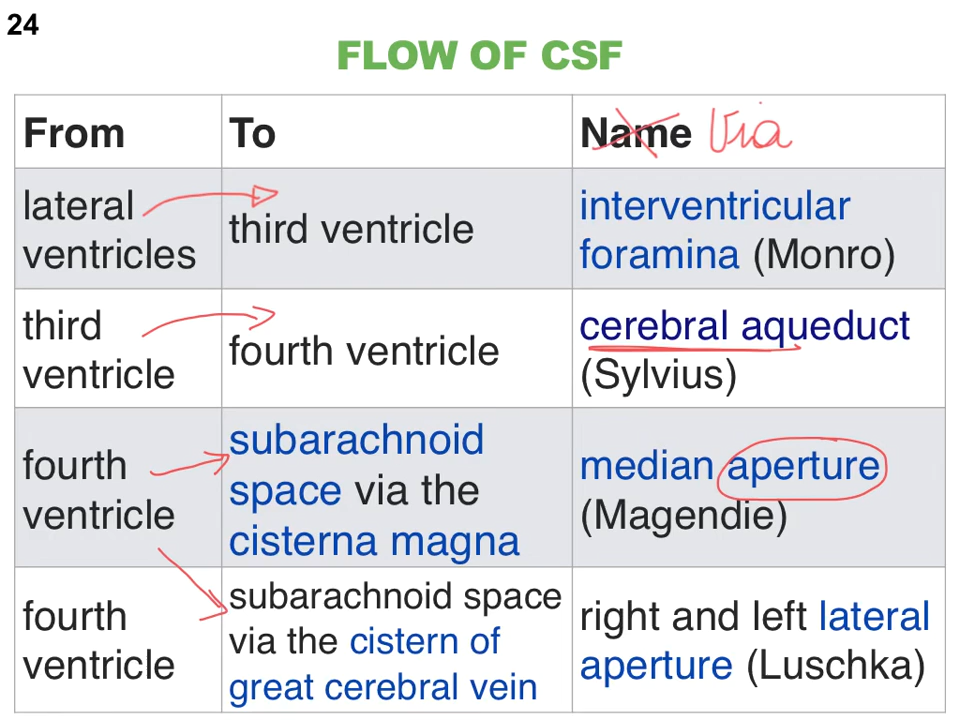 24
FLOW OF CSF
From To Name Via
lateral
ventricles
third ventricle
interventricular
foramina (Monro)
third
ventricle
fourth ventricle
cerebral aqueduct
(Sylvius)
fourth
ventricle
subarachnoid
space via the
cisterna magna
median aperture
(Magendie)
fourth
ventricle
subarachnoid space
via the cistern of
great cerebral vein
right and left lateral
aperture (Luschka)